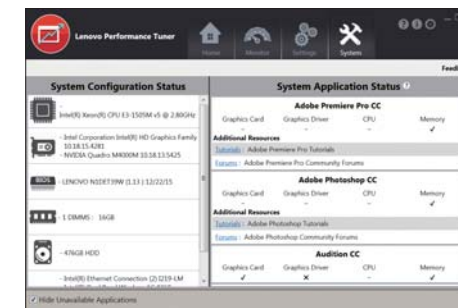 Lenovo Performance Tuner
Home
Monitor
Settings
System
System Configuration Status
System Application Status
-
Intel(R) Xeon(R) CPU E3-1505M v5 @ 2.80GHz
- Intel Corporation Intel(R) HD Graphics Family
10.18.15.4281
- NVIDIA Quadro M4000M 10.18.13.5425
BIOS
- LENOVO N1DET39W (1.13 ) 12/22/15
- 1 DIMMS : 16GB
- 476GB HDD
- Intel(R) Ethernet Connection (2) I219-LM
Adobe Premiere Pro CC
Graphics Card Graphics Driver CPU Memory
- - - ✓
Additional Resources
Tutorials : Adobe Premiere Pro Tutorials
Forums : Adobe Premiere Pro Community Forums
Adobe Photoshop CC
Graphics Card Graphics Driver CPU Memory
- - - ✓
Additional Resources
Tutorials : Adobe Photoshop Tutorials
Forums : Adobe Photoshop Community Forums
Audition CC
Graphics Card Graphics Driver CPU Memory
✓ ✕ - ✓
Hide Unavailable Applications